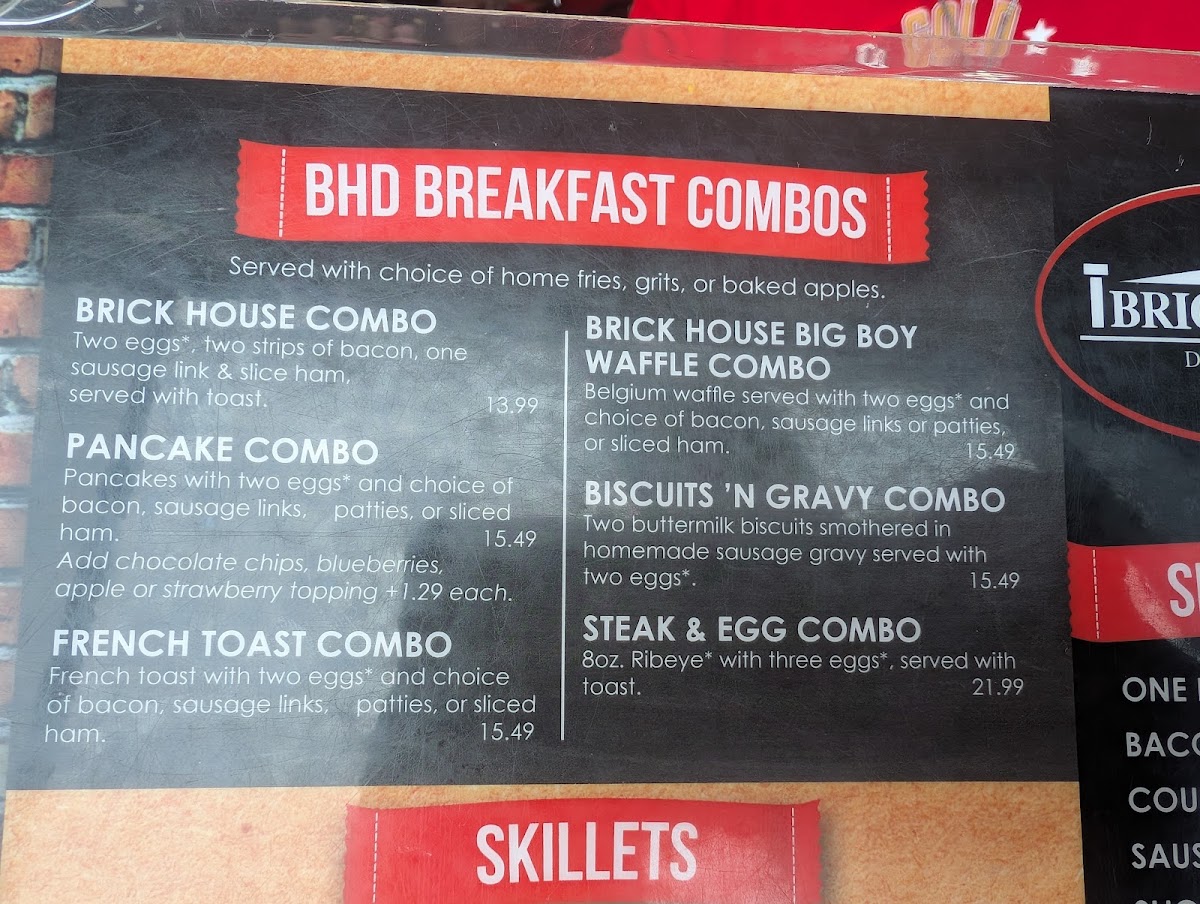 GOLD
BHD BREAKFAST COMBOS
Served with choice of home fries, grits, or baked apples.
BRICK HOUSE COMBO
Two eggs*, two strips of bacon, one
sausage link & slice ham,
served with toast. 13.99
PANCAKE COMBO
Pancakes with two eggs* and choice of
bacon, sausage links, patties, or sliced
ham. 15.49
Add chocolate chips, blueberries,
apple or strawberry topping +1.29 each.
FRENCH TOAST COMBO
French toast with two eggs* and choice
of bacon, sausage links, patties, or sliced
ham. 15.49
BRICK HOUSE BIG BOY
WAFFLE COMBO
Belgium waffle served with two eggs* and
choice of bacon, sausage links or patties,
or sliced ham. 15.49
BISCUITS 'N GRAVY COMBO
Two buttermilk biscuits smothered in
homemade sausage gravy served with
two eggs*. 15.49
STEAK & EGG COMBO
8oz. Ribeye* with three eggs*, served with
toast. 21.99
SKILLETS
ONE